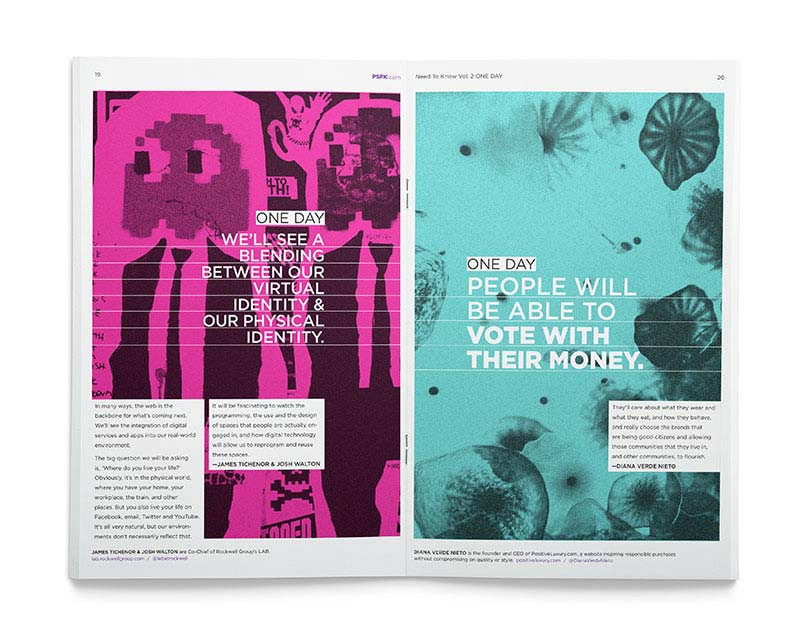 19
PSFK.com
ONE DAY
WE'LL SEE A
BLENDING
BETWEEN OUR
VIRTUAL
IDENTITY &
OUR PHYSICAL
IDENTITY.
In many ways, the web is the
backbone for what's coming next.
We'll see the integration of digital
services and apps into our real-world
environment.
The big question we will be asking
is, 'Where do you live your life?'
Obviously, it's in the physical world,
where you have your home, your
workplace, the train, and other
places. But you also live your life on
Facebook, email, Twitter and YouTube.
It's all very natural, but our environ-
ments don't necessarily reflect that.
It will be fascinating to watch the
programming, the use and the design
of spaces that people are actually en-
gaged in, and how digital technology
will allow us to reprogram and reuse
these spaces.
—JAMES TICHENOR & JOSH WALTON
JAMES TICHENOR & JOSH WALTON are Co-Chief of Rockwell Group's LAB.
lab.rockwellgroup.com / @labatrockwell
Need To Know Vol. 2 ONE DAY
20
ONE DAY
PEOPLE WILL
BE ABLE TO
VOTE WITH
THEIR MONEY.
They'll care about what they wear and
what they eat, and how they behave,
and really choose the brands that
are being good citizens and allowing
those communities that they live in,
and other communities, to flourish.
—DIANA VERDE NIETO
DIANA VERDE NIETO is the founder and CEO of PositiveLuxury.com, a website inspiring responsible purchases
without compromising on quality or style. positiveluxury.com / @DianaVerdeNieto